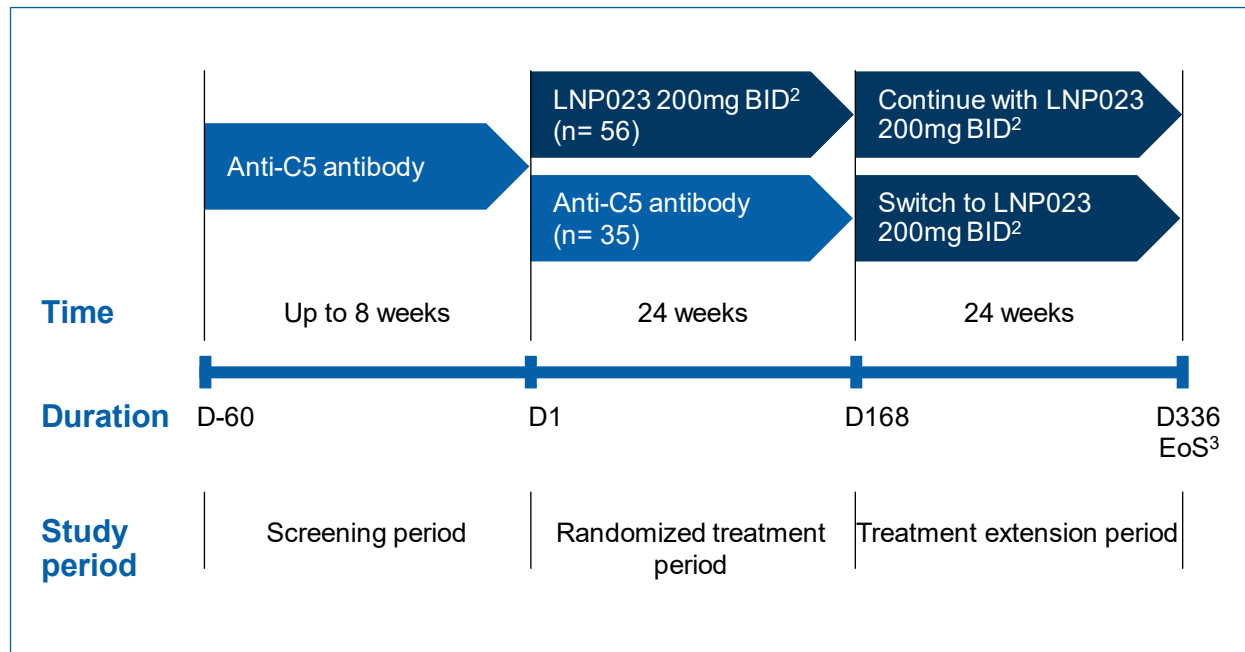 Anti-C5 antibody
LNP023 200mg BID²
(n= 56)
Continue with LNP023
200mg BID²
Anti-C5 antibody
(n= 35)
Switch to LNP023
200mg BID²
Time
Up to 8 weeks
24 weeks
24 weeks
Duration
D-60
D1
D168
D336
EoS³
Study
period
Screening period
Randomized treatment
period
Treatment extension period